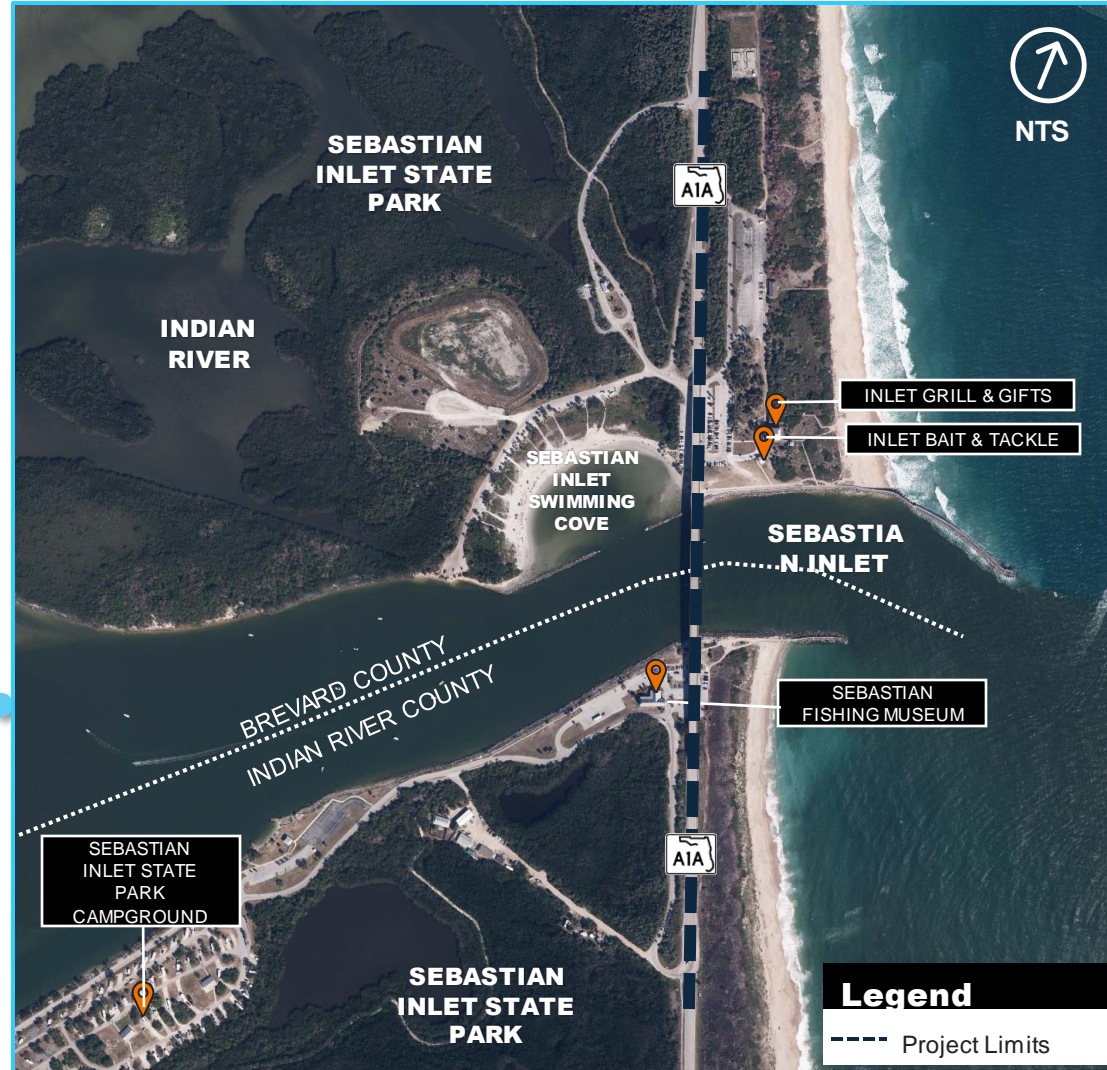 NTS
SEBASTIAN
INLET STATE
PARK
A1A
INDIAN
RIVER
INLET GRILL & GIFTS
INLET BAIT & TACKLE
SEBASTIAN
INLET
SWIMMING
COVE
SEBASTIA
N INLET
BREVARD COUNTY
INDIAN RIVER COUNTY
SEBASTIAN
FISHING MUSEUM
A1A
SEBASTIAN
INLET STATE
PARK
CAMPGROUND
SEBASTIAN
INLET STATE
PARK
Legend
Project Limits